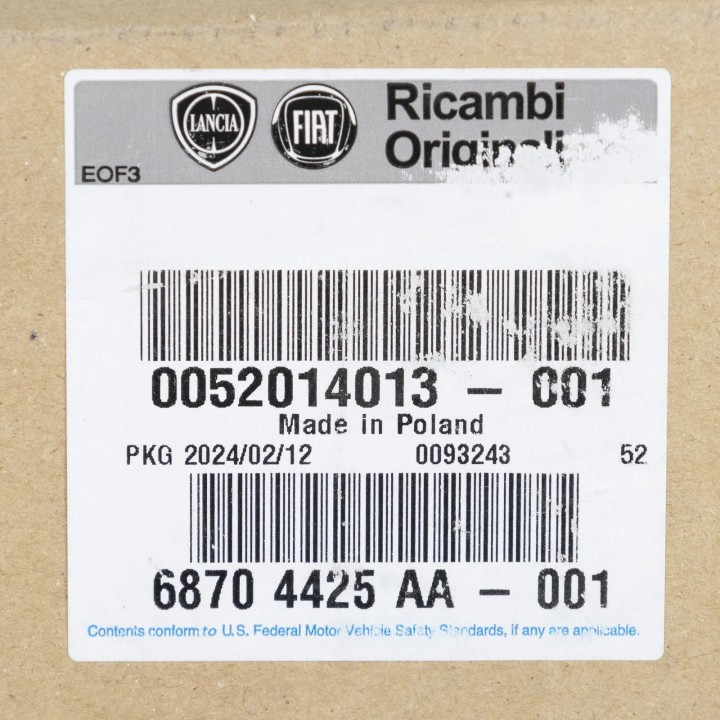 LANCIA FIAT Ricambi
Originali
EOF3
0052014013 – 001
Made in Poland
PKG 2024/02/12 0093243 52
6870 4425 AA – 001
Contents conform to U.S. Federal Motor Vehicle Safety Standards, if any are applicable.